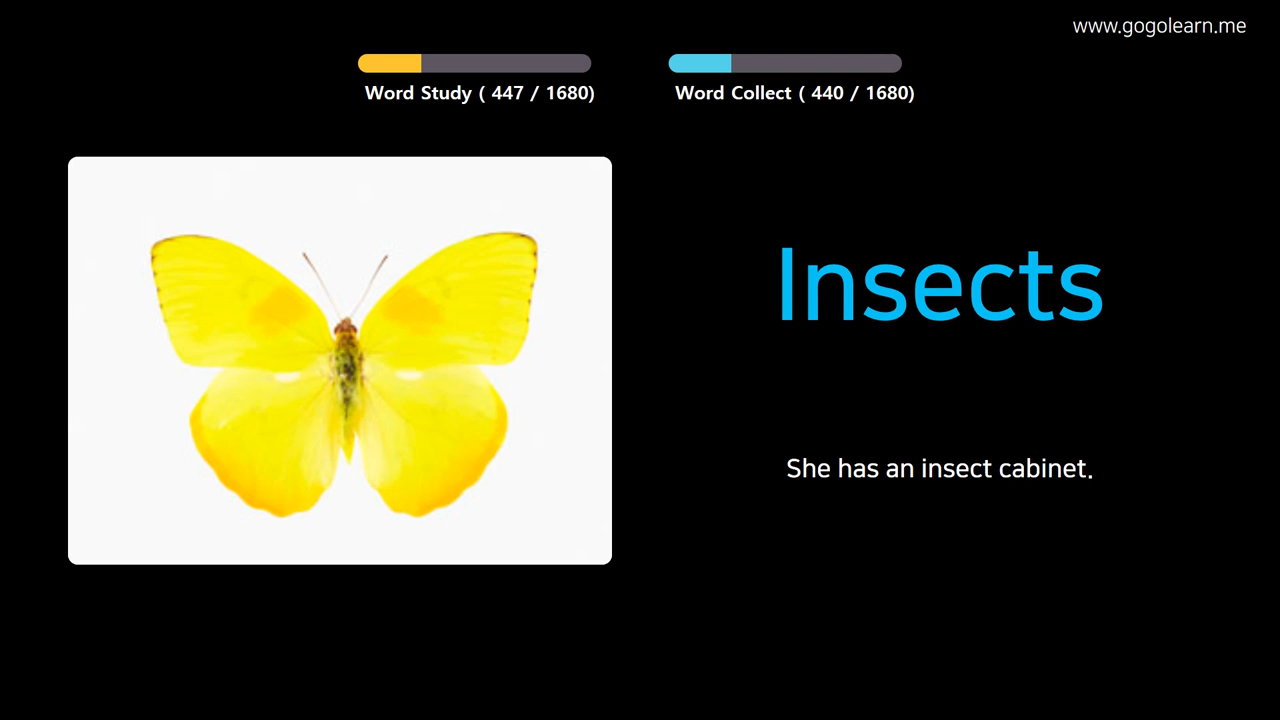 www.gogolearn.me
Word Study ( 447 / 1680)
Word Collect ( 440 / 1680)
Insects
She has an insect cabinet.